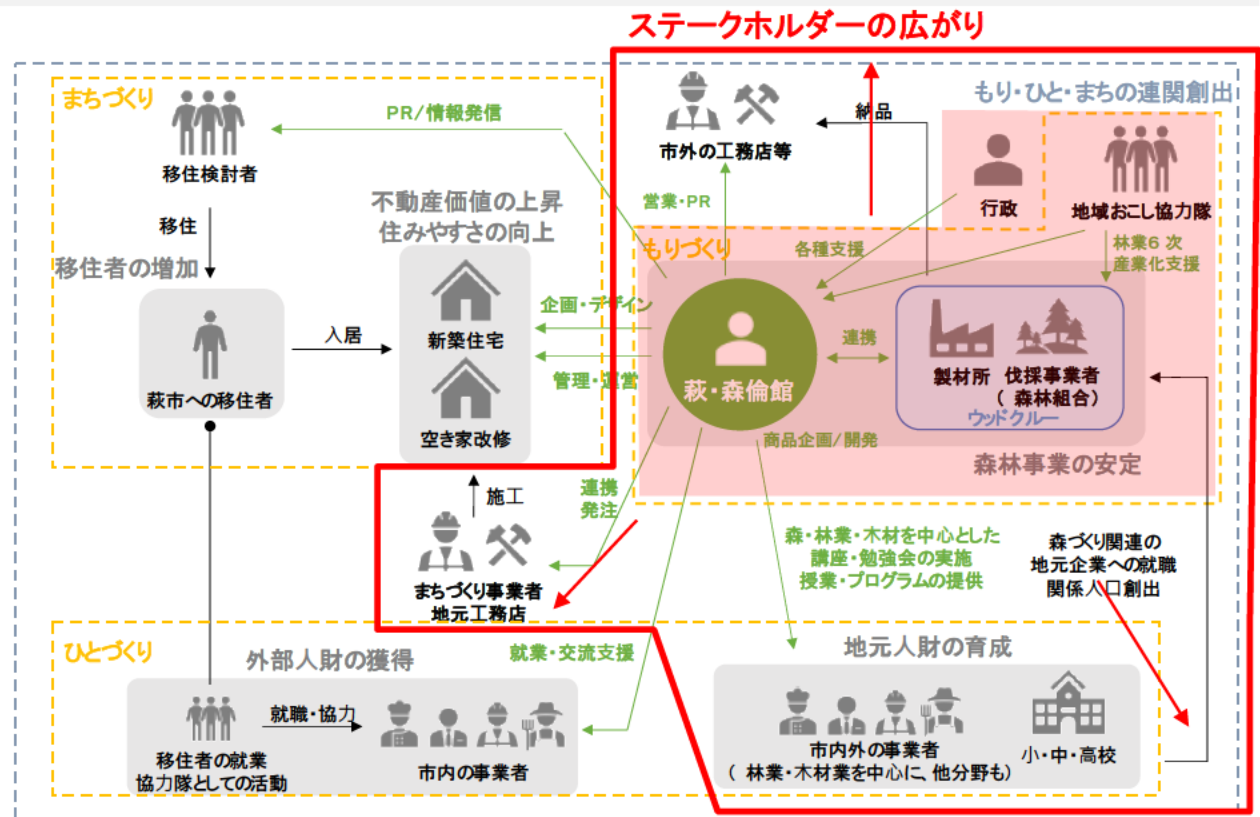 ステークホルダーの広がり
まちづくり
移住検討者
PR/情報発信
移住
移住者の増加
萩市への移住者
入居
不動産価値の上昇
住みやすさの向上
新築住宅
空き家改修
企画・デザイン
管理・運営
施工
まちづくり事業者
地元工務店
連携
発注
市外の工務店等
納品
営業・PR
もり・ひと・まちの連関創出
行政
地域おこし協力隊
もりづくり
各種支援
林業6 次
産業化支援
萩・森倫館
連携
製材所
伐採事業者
( 森林組合)
ウッドクルー
商品企画/開発
森林事業の安定
森・林業・木材を中心とした
講座・勉強会の実施
授業・プログラムの提供
森づくり関連の
地元企業への就職
関係人口創出
ひとづくり
外部人財の獲得
就業・交流支援
移住者の就業
協力隊としての活動
就職・協力
市内の事業者
地元人財の育成
市内外の事業者
( 林業・木材業を中心に、他分野も)
小・中・高校